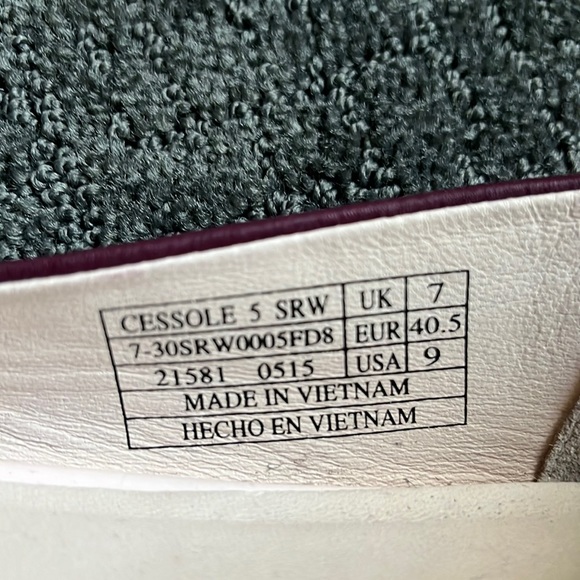 CESSOLE 5 SRW UK 7
7-30SRW0005FD8 EUR 40.5
21581 0515 USA 9
MADE IN VIETNAM
HECHO EN VIETNAM